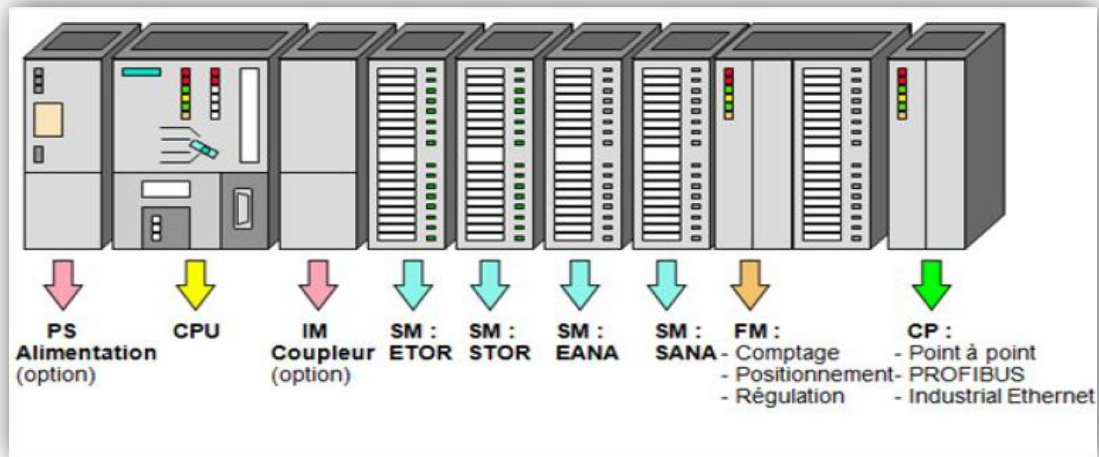 PS
Alimentation
(option)
CPU
IM
Coupleur
(option)
SM :
ETOR
SM :
STOR
SM :
EANA
SM :
SANA
FM :
- Comptage
- Positionnement
- Régulation
CP :
- Point à point
- PROFIBUS
- Industrial Ethernet